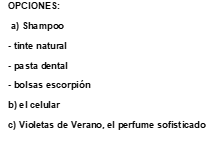 OPCIONES:
a) Shampoo
- tinte natural
- pasta dental
- bolsas escorpión
b) el celular
c) Violetas de Verano, el perfume sofisticado